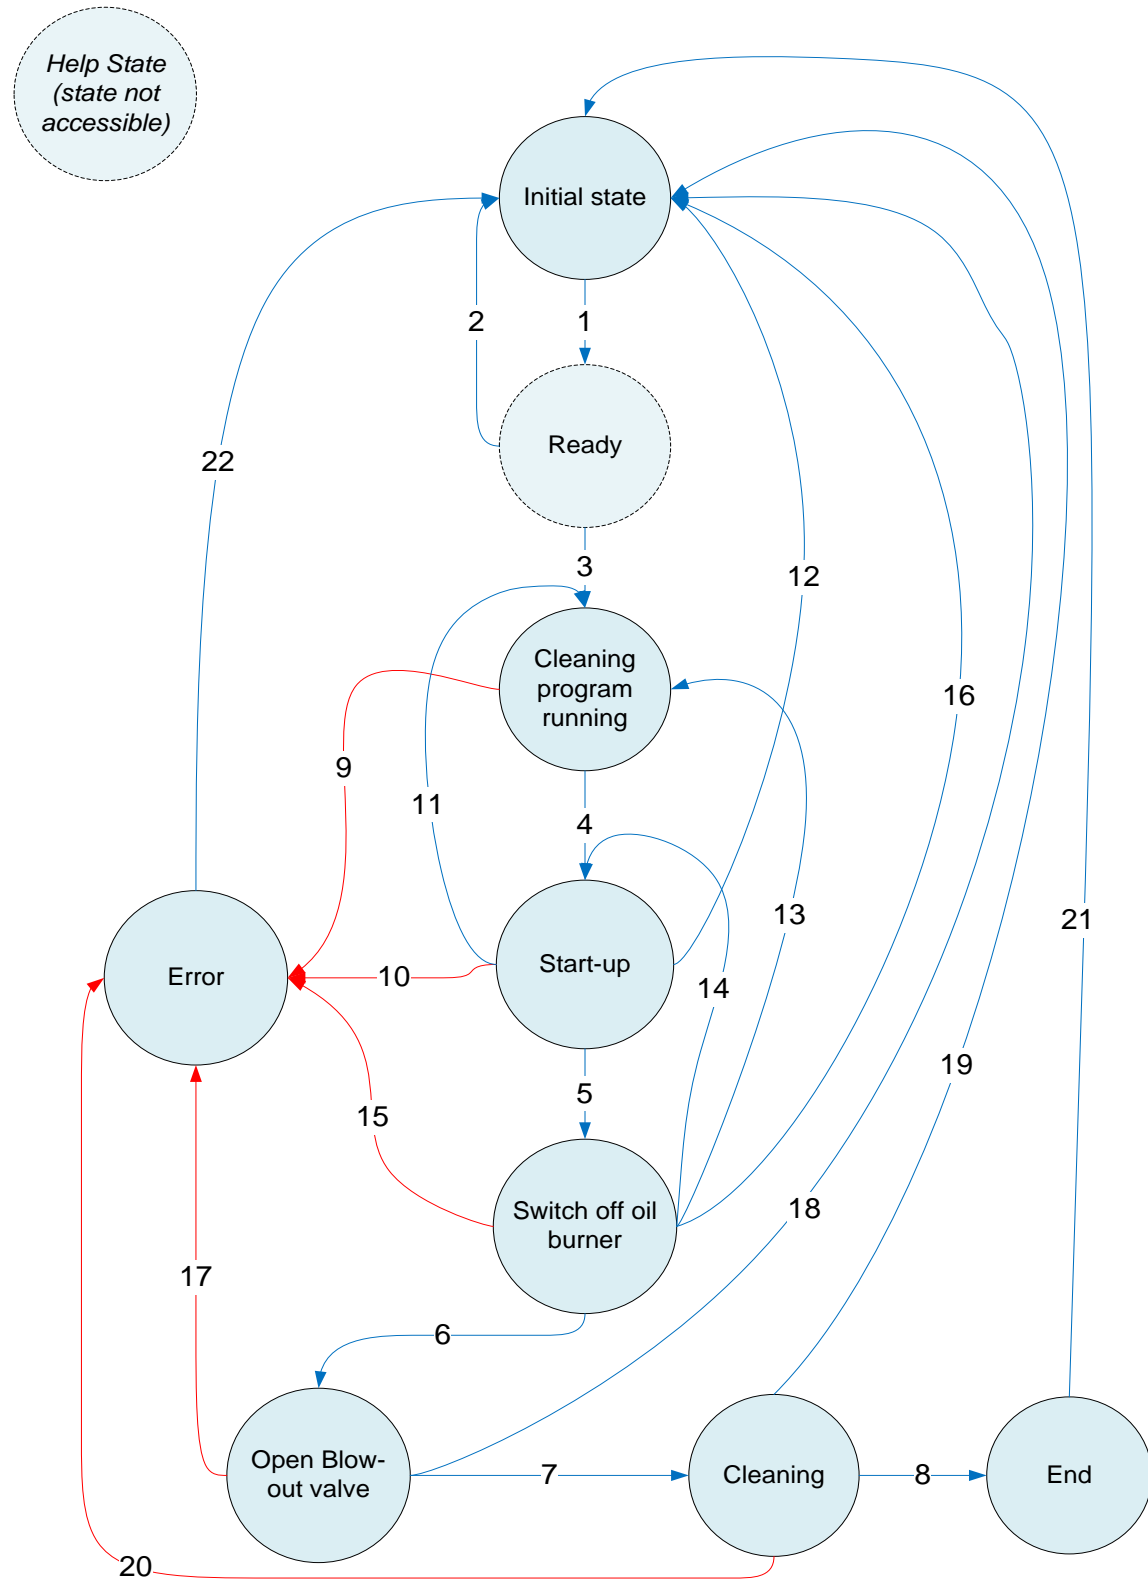 Help State
(state not
accessible)
Initial state
2
1
Ready
22
3
12
Cleaning
program
running
16
9
11
4
13
21
Error
Start-up
10
14
19
5
15
Switch off oil
burner
18
17
6
Open Blow-
out valve
7
Cleaning
8
End
20